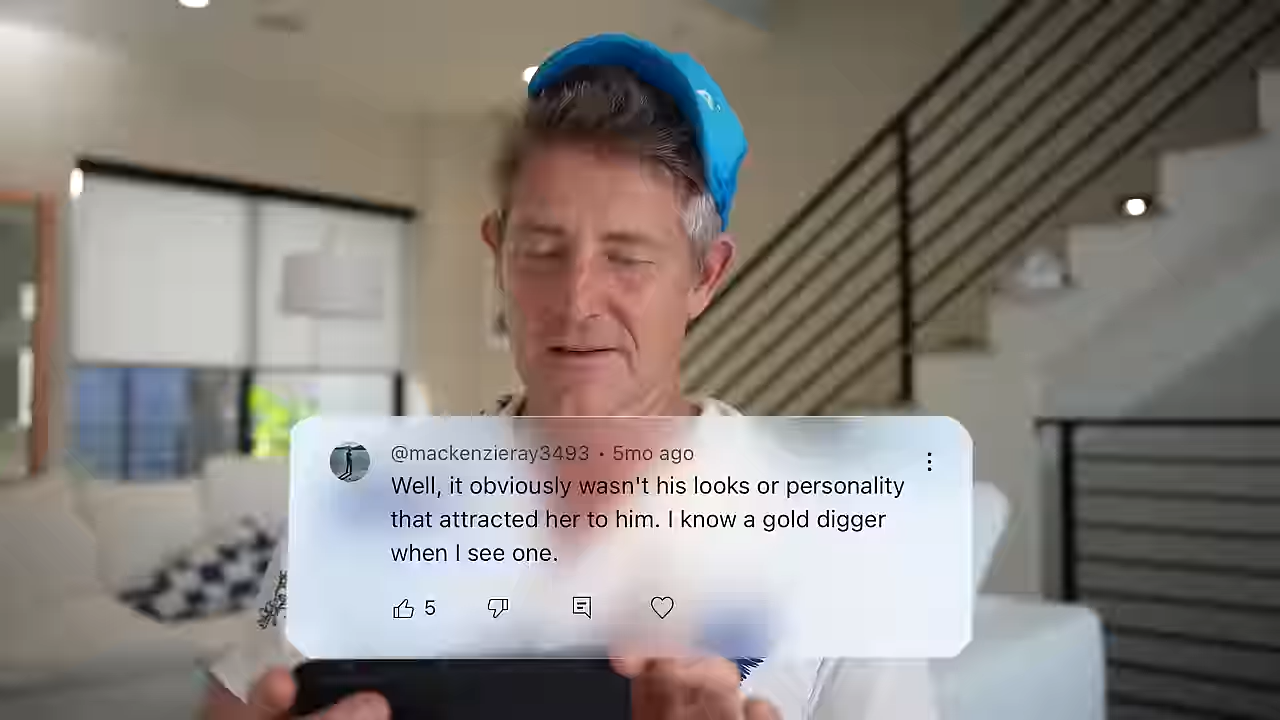 @mackenzieray3493 · 5mo ago
Well, it obviously wasn't his looks or personality
that attracted her to him. I know a gold digger
when I see one.
5